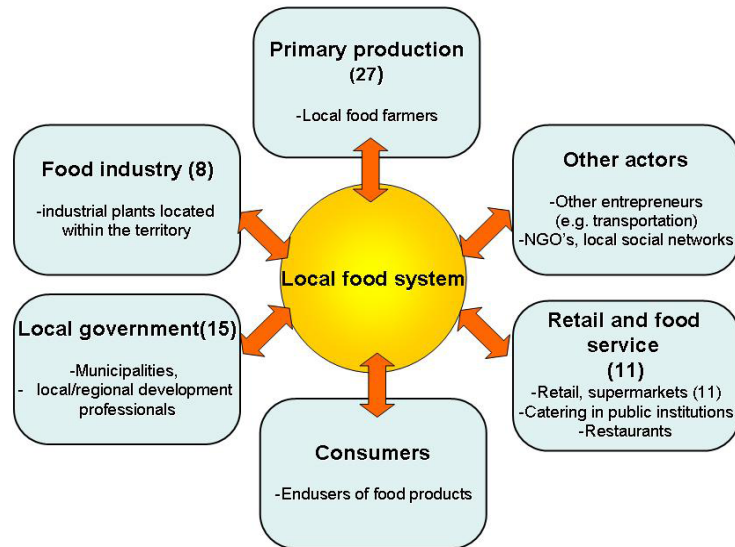 Primary production
(27)
-Local food farmers
Food industry (8)
-industrial plants located
within the territory
Other actors
-Other entrepreneurs
(e.g. transportation)
-NGO's, local social networks
Local food system
Local government(15)
-Municipalities,
- local/regional development
professionals
Retail and food
service
(11)
-Retail, supermarkets (11)
-Catering in public institutions
-Restaurants
Consumers
-Endusers of food products